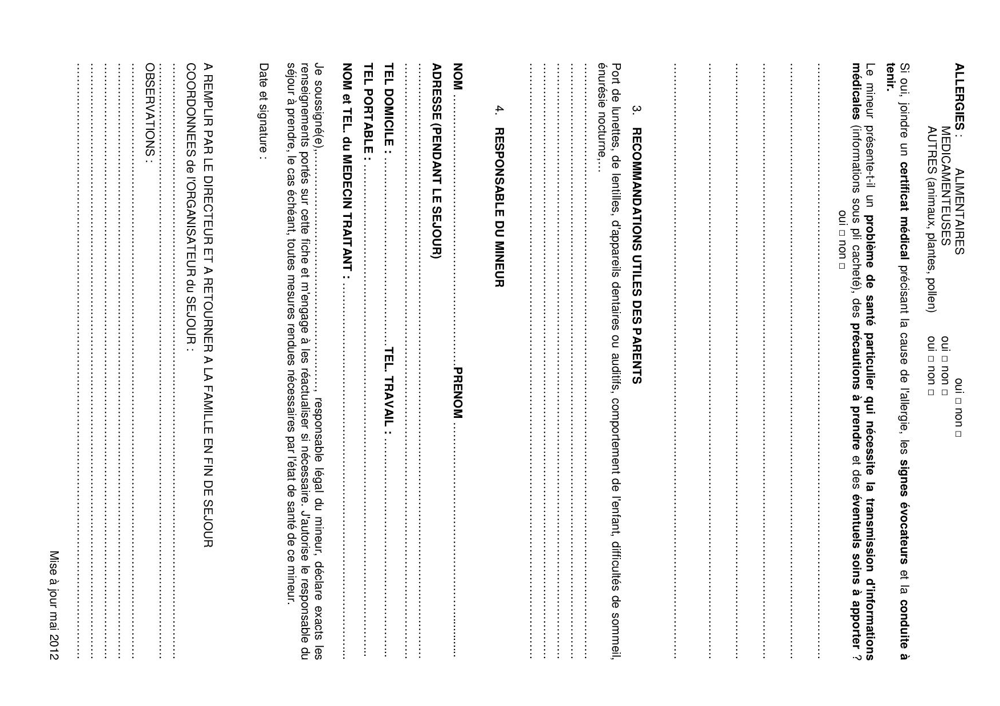 ALLERGIES : ALIMENTAIRES oui □ non □
MEDICAMENTEUSES oui □ non □
AUTRES (animaux, plantes, pollen) oui □ non □
Si oui, joindre un certificat médical précisant la cause de l'allergie, les signes évocateurs et la conduite à
tenir.
Le mineur présente-t-il un problème de santé particulier qui nécessite la transmission d'informations
médicales (informations sous pli cacheté), des précautions à prendre et des éventuels soins à apporter ?
oui □ non □
3. RECOMMANDATIONS UTILES DES PARENTS
Port de lunettes, de lentilles, d'appareils dentaires ou auditifs, comportement de l'enfant, difficultés de sommeil,
énurésie nocturne,...
4. RESPONSABLE DU MINEUR
NOM ........................................ PRENOM ........................................
ADRESSE (PENDANT LE SEJOUR)
TEL DOMICILE : ........................................ TEL. TRAVAIL : ........................................
TEL PORTABLE : ........................................
NOM et TEL. du MEDECIN TRAITANT : ........................................
Je soussigné(e),........................................, responsable légal du mineur, déclare exacts les
renseignements portés sur cette fiche et m'engage à les réactualiser si nécessaire. J'autorise le responsable du
séjour à prendre, le cas échéant, toutes mesures rendues nécessaires par l'état de santé de ce mineur.
Date et signature :
A REMPLIR PAR LE DIRECTEUR ET A RETOURNER A LA FAMILLE EN FIN DE SEJOUR
COORDONNEES de l'ORGANISATEUR du SEJOUR :
OBSERVATIONS :
Mise à jour mai 2012